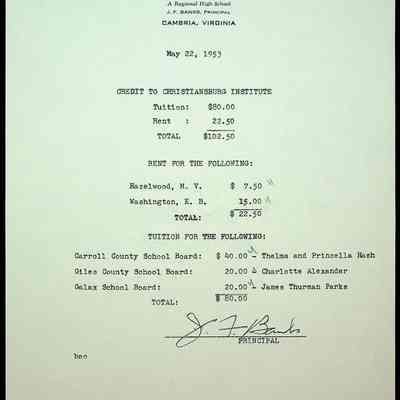 A Regional High School
J. F. BANKS, PRINCIPAL
CAMBRIA, VIRGINIA
May 22, 1953
CREDIT TO CHRISTIANSBURG INSTITUTE
Tuition: $80.00
Rent : 22.50
TOTAL $102.50
RENT FOR THE FOLLOWING:
Hazelwood, M. V. $ 7.50
Washington, K. B. 15.00
TOTAL: $ 22.50
TUITION FOR THE FOLLOWING:
Carroll County School Board: $ 40.00 - Thelma and Princella Nash
Giles County School Board: 20.00 - Charlotte Alexander
Galax School Board: 20.00 - James Thurman Parks
TOTAL: $ 80.00
J. F. Banks
PRINCIPAL